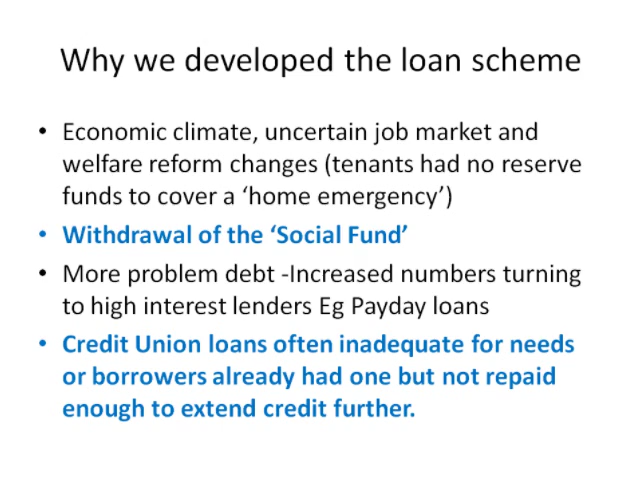 Why we developed the loan scheme
• Economic climate, uncertain job market and
welfare reform changes (tenants had no reserve
funds to cover a ‘home emergency’)
• Withdrawal of the ‘Social Fund’
• More problem debt -Increased numbers turning
to high interest lenders Eg Payday loans
• Credit Union loans often inadequate for needs
or borrowers already had one but not repaid
enough to extend credit further.